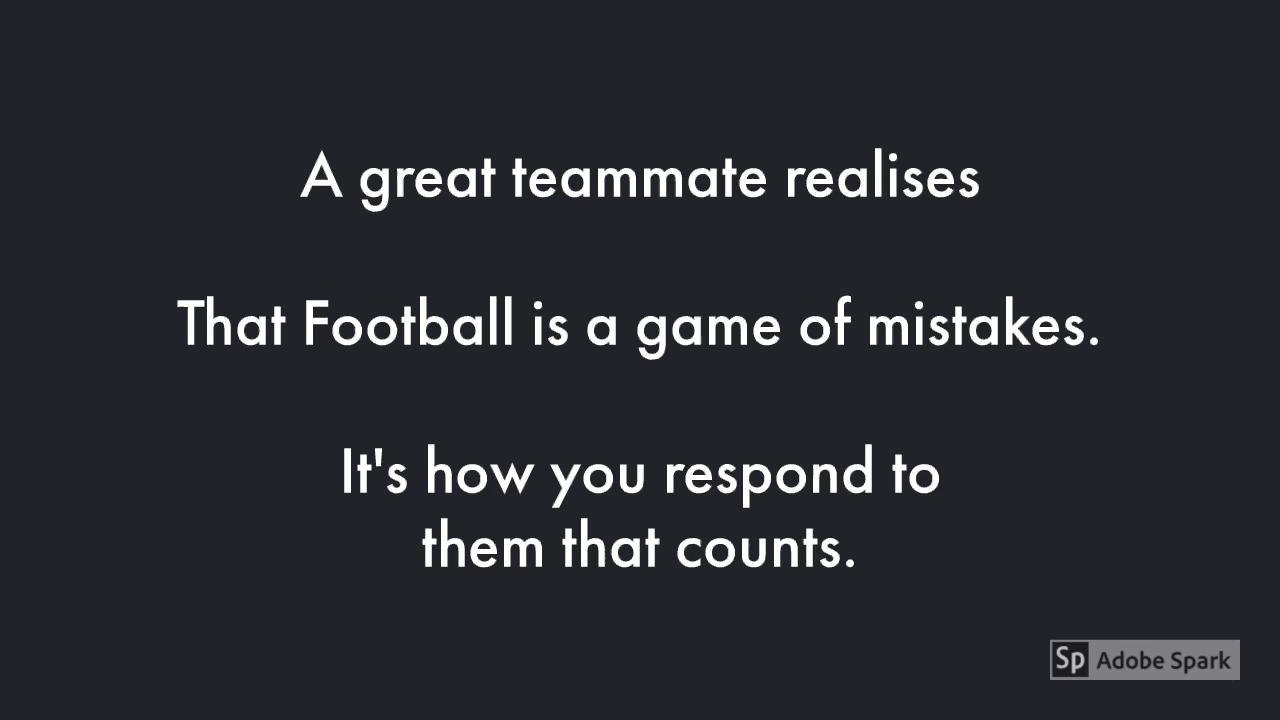 A great teammate realises
That Football is a game of mistakes.
It's how you respond to
them that counts.
Sp Adobe Spark